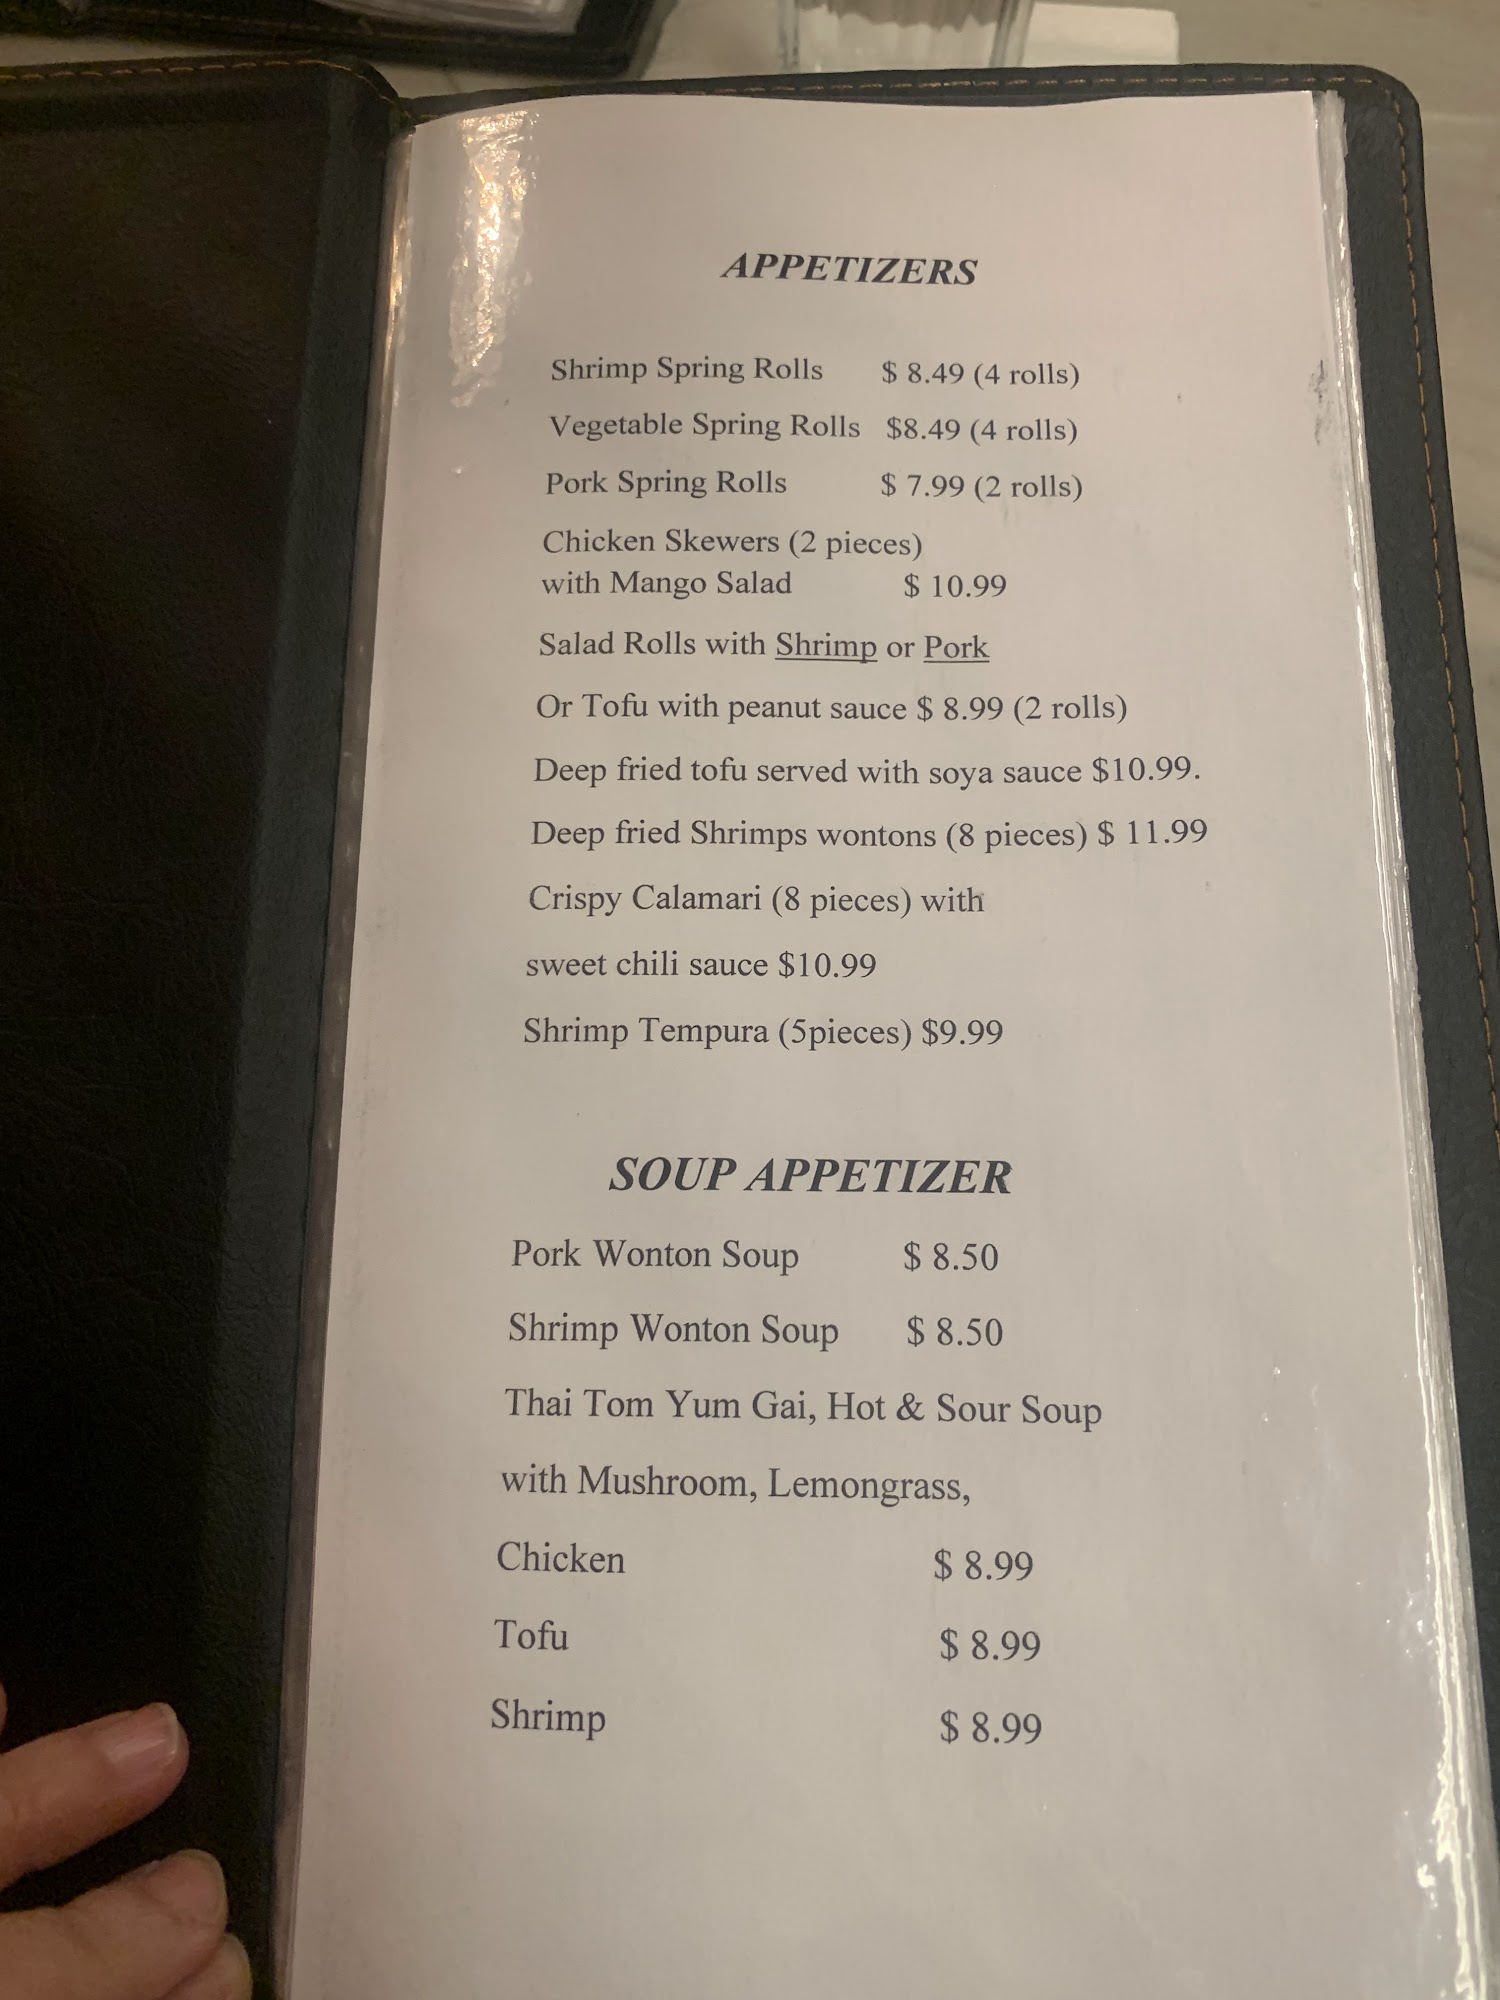 APPETIZERS
Shrimp Spring Rolls $ 8.49 (4 rolls)
Vegetable Spring Rolls $8.49 (4 rolls)
Pork Spring Rolls $ 7.99 (2 rolls)
Chicken Skewers (2 pieces)
with Mango Salad $ 10.99
Salad Rolls with Shrimp or Pork
Or Tofu with peanut sauce $ 8.99 (2 rolls)
Deep fried tofu served with soya sauce $10.99.
Deep fried Shrimps wontons (8 pieces) $ 11.99
Crispy Calamari (8 pieces) with
sweet chili sauce $10.99
Shrimp Tempura (5pieces) $9.99
SOUP APPETIZER
Pork Wonton Soup $ 8.50
Shrimp Wonton Soup $ 8.50
Thai Tom Yum Gai, Hot & Sour Soup
with Mushroom, Lemongrass,
Chicken $ 8.99
Tofu $ 8.99
Shrimp $ 8.99